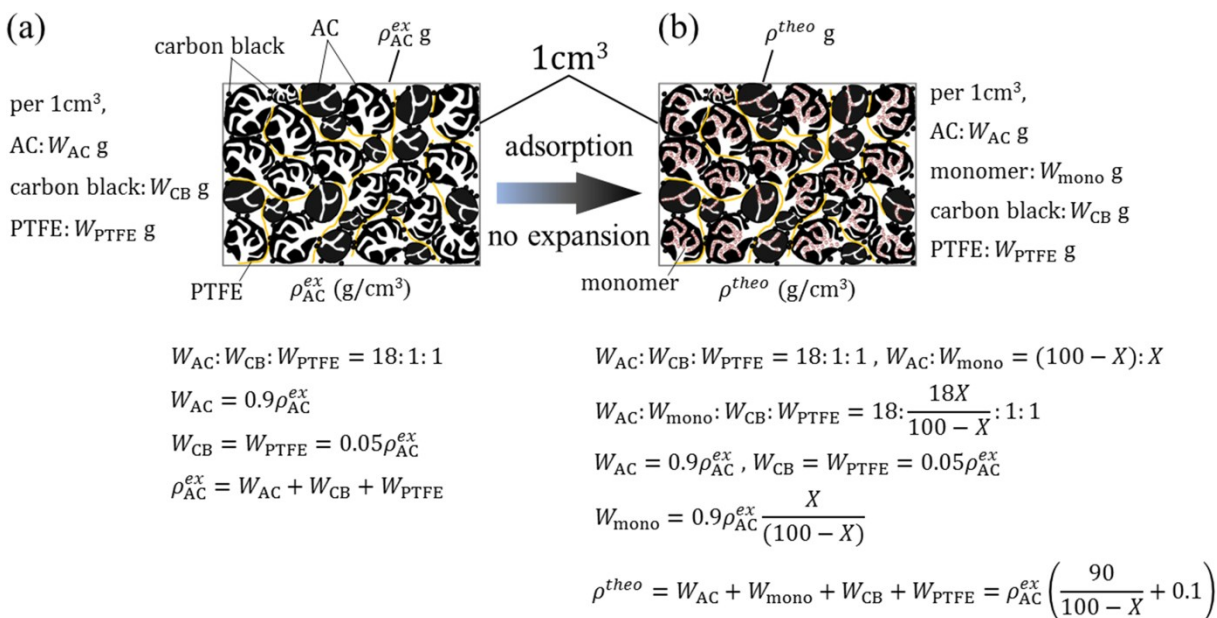 (a)
carbon black
AC
ρ_AC^ex g
1cm³
per 1cm³,
AC: W_AC g
carbon black: W_CB g
PTFE: W_PTFE g
PTFE
ρ_AC^ex (g/cm³)
adsorption
no expansion
(b)
ρ^theo g
per 1cm³,
AC: W_AC g
monomer: W_mono g
carbon black: W_CB g
PTFE: W_PTFE g
monomer
ρ^theo (g/cm³)
W_AC: W_CB: W_PTFE = 18: 1: 1
W_AC = 0.9ρ_AC^ex
W_CB = W_PTFE = 0.05ρ_AC^ex
ρ_AC^ex = W_AC + W_CB + W_PTFE
W_AC: W_CB: W_PTFE = 18: 1: 1 , W_AC: W_mono = (100 − X): X
W_AC: W_mono: W_CB: W_PTFE = 18: 18X/(100 − X) : 1: 1
W_AC = 0.9ρ_AC^ex , W_CB = W_PTFE = 0.05ρ_AC^ex
W_mono = 0.9ρ_AC^ex X/(100 − X)
ρ^theo = W_AC + W_mono + W_CB + W_PTFE = ρ_AC^ex (90/(100 − X) + 0.1)